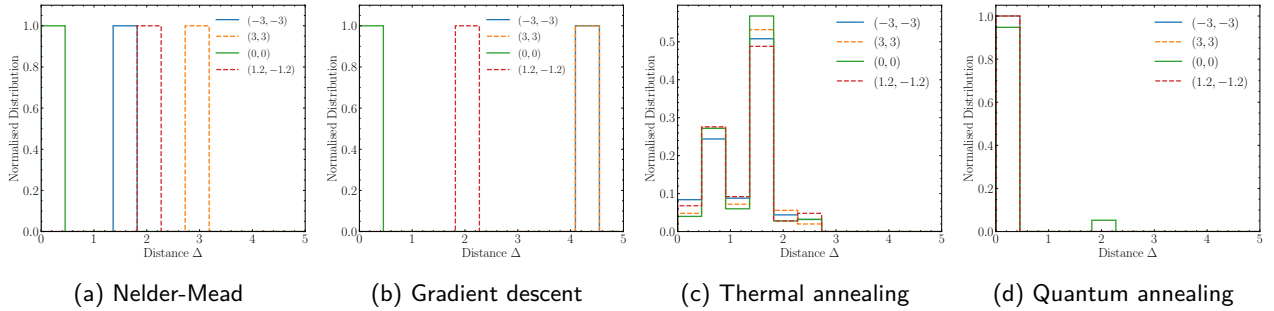 Normalised Distribution
1.0
0.8
0.6
0.4
0.2
0.0
0 1 2 3 4 5
Distance Δ
(−3, −3)
(3, 3)
(0, 0)
(1.2, −1.2)
(a) Nelder-Mead
Normalised Distribution
1.0
0.8
0.6
0.4
0.2
0.0
0 1 2 3 4 5
Distance Δ
(−3, −3)
(3, 3)
(0, 0)
(1.2, −1.2)
(b) Gradient descent
Normalised Distribution
0.5
0.4
0.3
0.2
0.1
0.0
0 1 2 3 4 5
Distance Δ
(−3, −3)
(3, 3)
(0, 0)
(1.2, −1.2)
(c) Thermal annealing
Normalised Distribution
1.0
0.8
0.6
0.4
0.2
0.0
0 1 2 3 4 5
Distance Δ
(−3, −3)
(3, 3)
(0, 0)
(1.2, −1.2)
(d) Quantum annealing